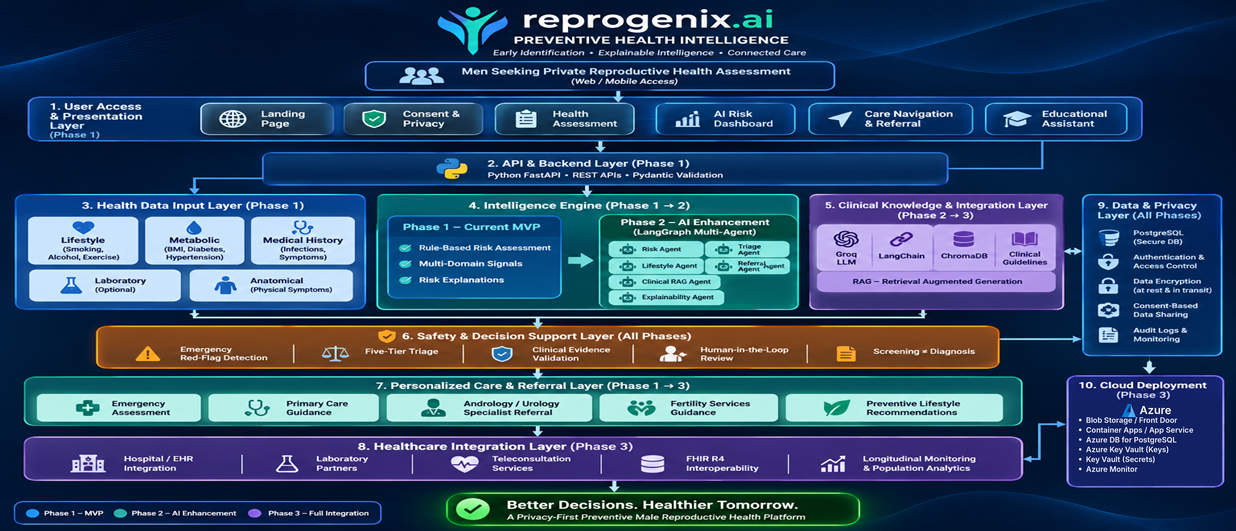 reprogenix.ai
PREVENTIVE HEALTH INTELLIGENCE
Early Identification • Explainable Intelligence • Connected Care
Men Seeking Private Reproductive Health Assessment
(Web / Mobile Access)
1. User Access
& Presentation
Layer
(Phase 1)
Landing
Page
Consent &
Privacy
Health
Assessment
AI Risk
Dashboard
Care Navigation
& Referral
Educational
Assistant
2. API & Backend Layer (Phase 1)
Python FastAPI • REST APIs • Pydantic Validation
3. Health Data Input Layer (Phase 1)
Lifestyle
(Smoking,
Alcohol, Exercise)
Metabolic
(BMI, Diabetes,
Hypertension)
Medical History
(Infections,
Symptoms)
Laboratory
(Optional)
Anatomical
(Physical Symptoms)
4. Intelligence Engine (Phase 1 → 2)
Phase 1 – Current MVP
Rule-Based Risk Assessment
Multi-Domain Signals
Risk Explanations
Phase 2 – AI Enhancement
(LangGraph Multi-Agent)
Risk Agent
Triage
Agent
Lifestyle Agent
Referral Agent
Agent
Clinical RAG Agent
Explainability Agent
5. Clinical Knowledge & Integration Layer
(Phase 2 → 3)
Groq
LLM
LangChain
ChromaDB
Clinical
Guidelines
RAG – Retrieval Augmented Generation
9. Data & Privacy
Layer (All Phases)
PostgreSQL
(Secure DB)
Authentication &
Access Control
Data Encryption
(at rest & in transit)
Consent-Based
Data Sharing
Audit Logs &
Monitoring
6. Safety & Decision Support Layer (All Phases)
Emergency
Red-Flag Detection
Five-Tier Triage
Clinical Evidence
Validation
Human-in-the-Loop
Review
Screening ≠ Diagnosis
7. Personalized Care & Referral Layer (Phase 1 → 3)
Emergency
Assessment
Primary Care
Guidance
Andrology / Urology
Specialist Referral
Fertility Services
Guidance
Preventive Lifestyle
Recommendations
10. Cloud Deployment
(Phase 3)
Azure
• Blob Storage / Front Door
• Container Apps / App Service
• Azure DB for PostgreSQL
• Azure Key Vault (Keys)
• Key Vault (Secrets)
• Azure Monitor
8. Healthcare Integration Layer (Phase 3)
Hospital / EHR
Integration
Laboratory
Partners
Teleconsultation
Services
FHIR R4
Interoperability
Longitudinal Monitoring
& Population Analytics
Phase 1 – MVP
Phase 2 – AI Enhancement
Phase 3 – Full Integration
Better Decisions. Healthier Tomorrow.
A Privacy-First Preventive Male Reproductive Health Platform